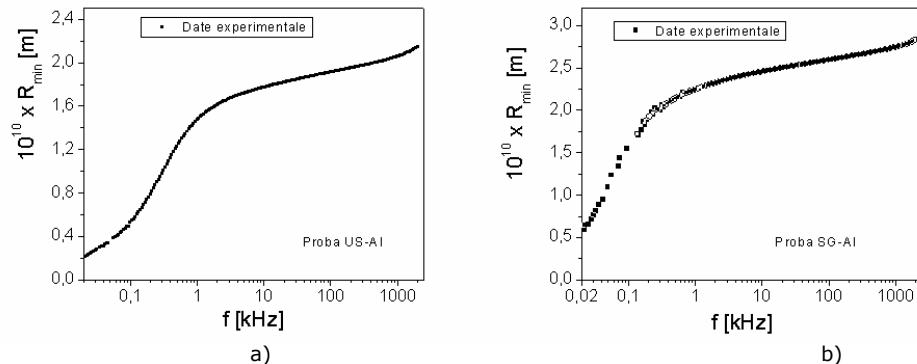 Date experimentale
10¹⁰ x Rₘᵢₙ [m]
2,4
2,0
1,6
1,2
0,8
0,4
0,0
Proba US-Al
0,1 1 10 100 1000
f [kHz]
a)
Date experimentale
10¹⁰ x Rₘᵢₙ [m]
3,0
2,5
2,0
1,5
1,0
0,5
0,0
Proba SG-Al
0,02 0,1 1 10 100 1000
f [kHz]
b)